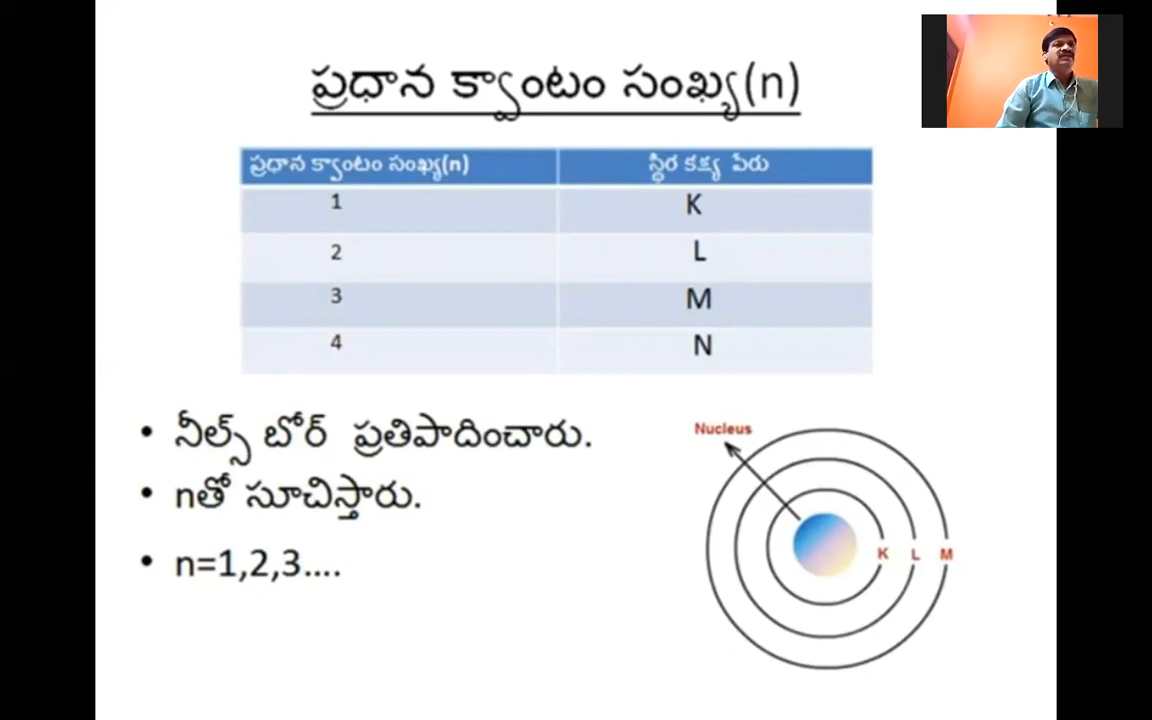 ప్రధాన క్వాంటం సంఖ్య(n)
ప్రధాన క్వాంటం సంఖ్య(n) స్థిర కక్ష్య పేరు
1 K
2 L
3 M
4 N
• నీల్స్ బోర్ ప్రతిపాదించారు.
• nతో సూచిస్తారు.
• n=1,2,3....
Nucleus
K L M